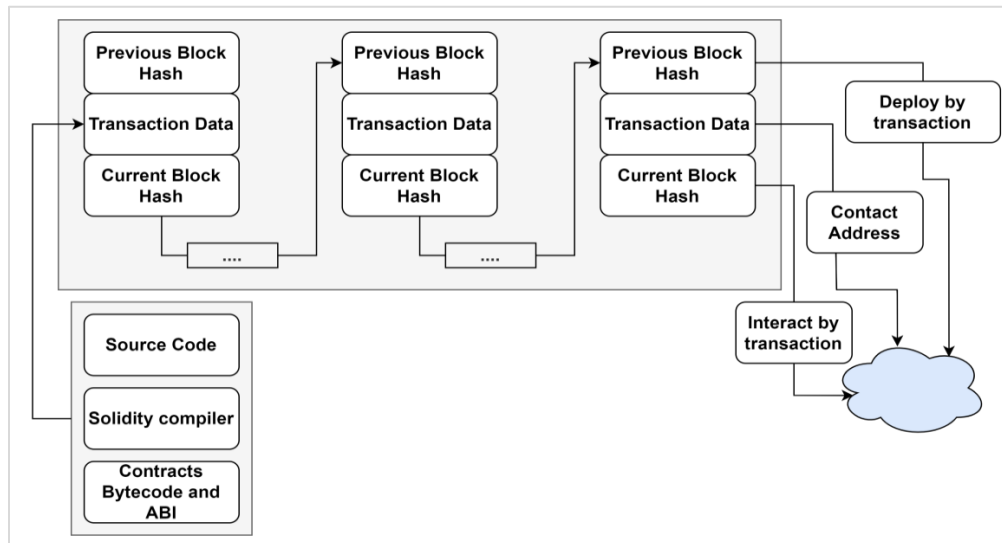 Previous Block
Hash
Transaction Data
Current Block
Hash
....
Previous Block
Hash
Transaction Data
Current Block
Hash
....
Previous Block
Hash
Transaction Data
Current Block
Hash
Deploy by
transaction
Contact
Address
Interact by
transaction
Source Code
Solidity compiler
Contracts
Bytecode and
ABI